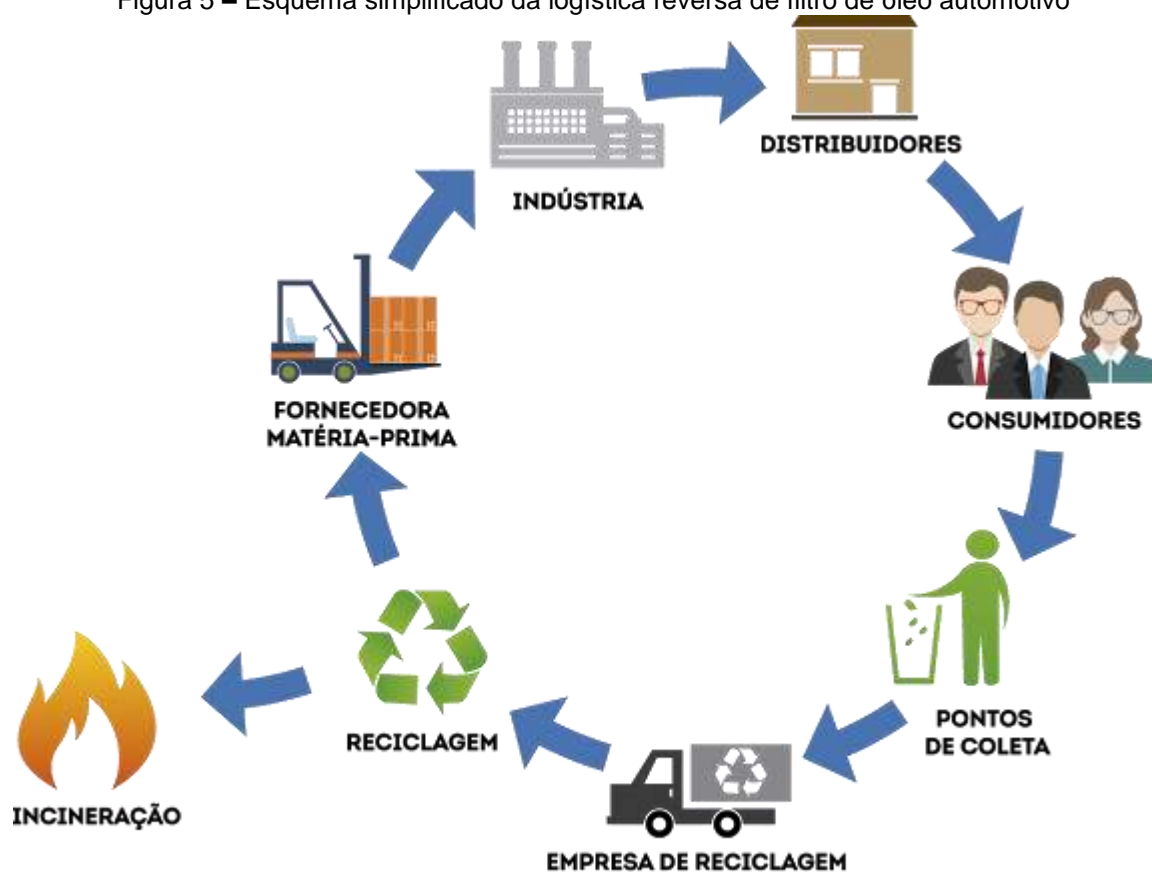 Figura 5 – Esquema simplificado da logística reversa de filtro de óleo automotivo
INDÚSTRIA
DISTRIBUIDORES
CONSUMIDORES
PONTOS
DE COLETA
EMPRESA DE RECICLAGEM
RECICLAGEM
INCINERAÇÃO
FORNECEDORA
MATÉRIA-PRIMA